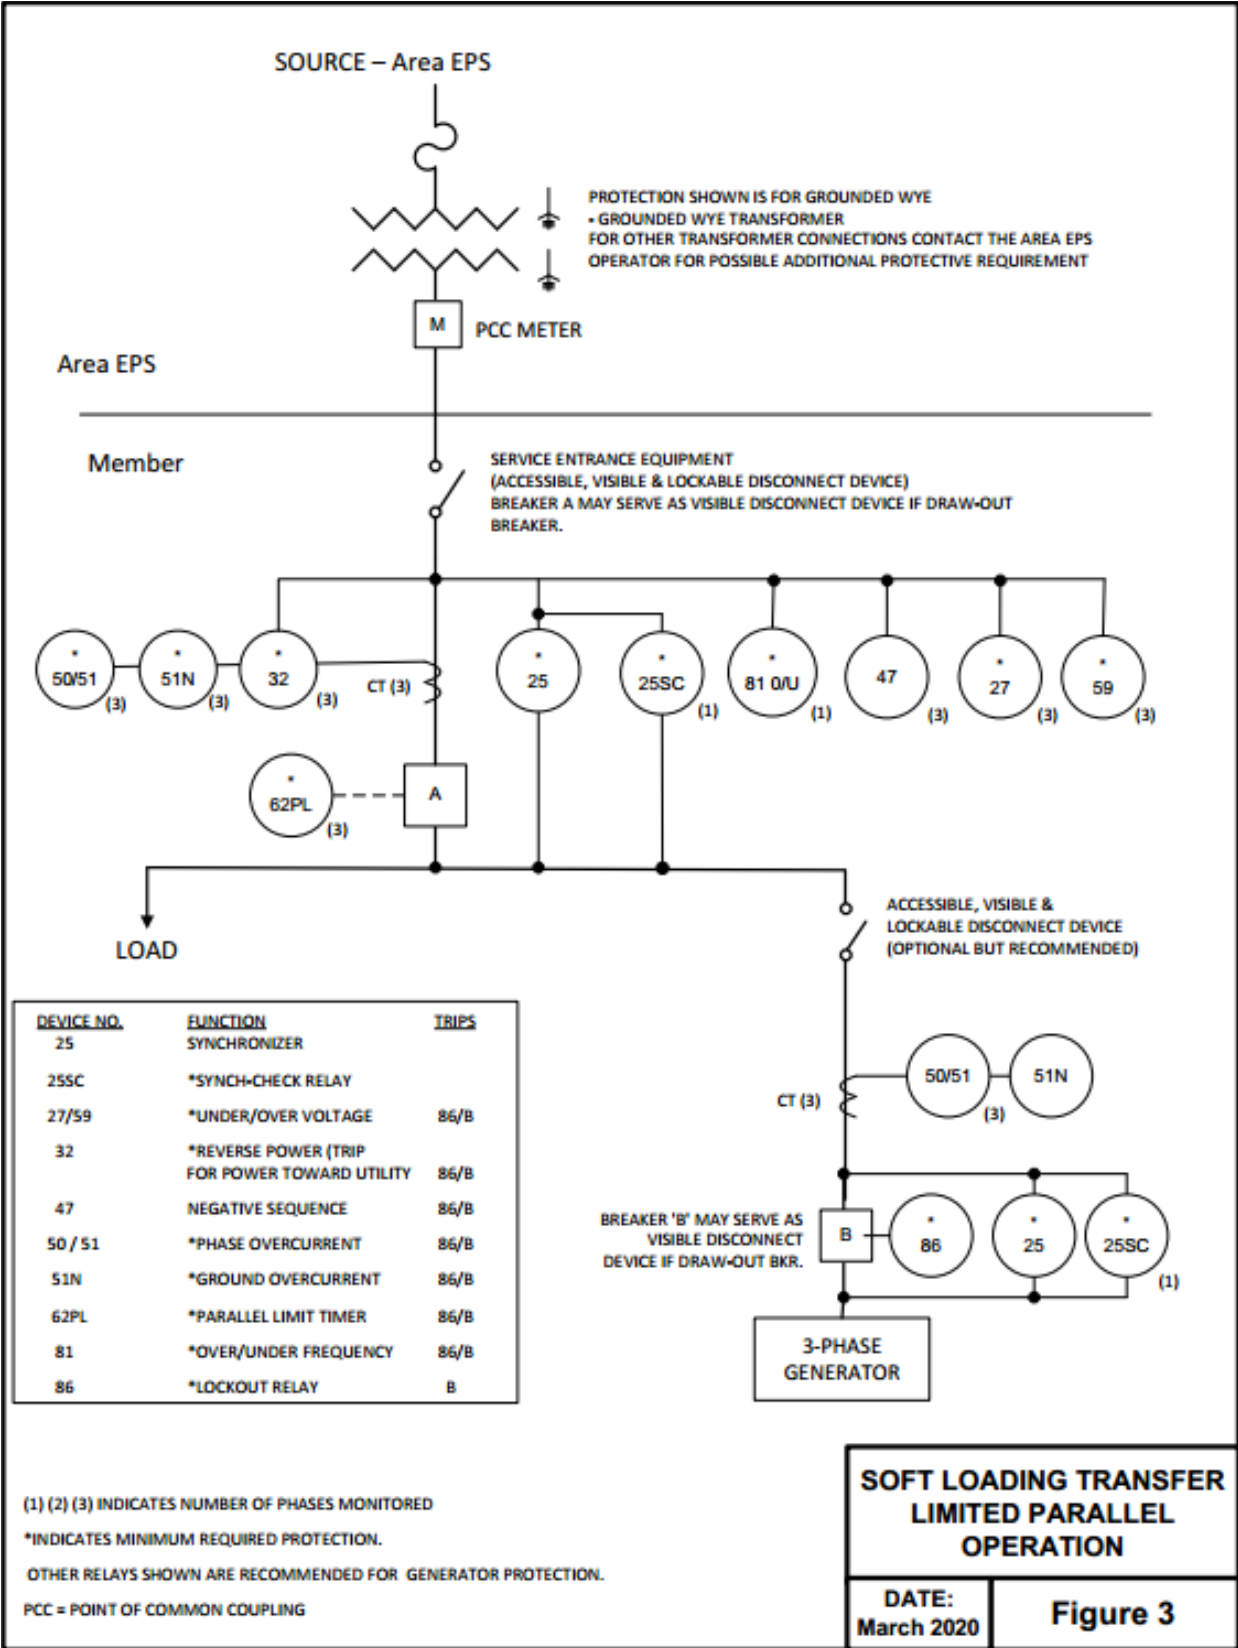 SOURCE – Area EPS
PROTECTION SHOWN IS FOR GROUNDED WYE
- GROUNDED WYE TRANSFORMER
FOR OTHER TRANSFORMER CONNECTIONS CONTACT THE AREA EPS
OPERATOR FOR POSSIBLE ADDITIONAL PROTECTIVE REQUIREMENT
M
PCC METER
Area EPS
Member
SERVICE ENTRANCE EQUIPMENT
(ACCESSIBLE, VISIBLE & LOCKABLE DISCONNECT DEVICE)
BREAKER A MAY SERVE AS VISIBLE DISCONNECT DEVICE IF DRAW-OUT
BREAKER.
* 50/51 (3)
* 51N (3)
* 32 (3)
CT (3)
* 25
* 25SC (1)
* 81 0/U (1)
47 (3)
* 27 (3)
* 59 (3)
* 62PL (3)
A
LOAD
ACCESSIBLE, VISIBLE &
LOCKABLE DISCONNECT DEVICE
(OPTIONAL BUT RECOMMENDED)
CT (3)
50/51 (3)
51N
BREAKER 'B' MAY SERVE AS
VISIBLE DISCONNECT
DEVICE IF DRAW-OUT BKR.
B
* 86
* 25
* 25SC (1)
3-PHASE
GENERATOR
DEVICE NO. FUNCTION TRIPS
25 SYNCHRONIZER
25SC *SYNCH-CHECK RELAY
27/59 *UNDER/OVER VOLTAGE 86/B
32 *REVERSE POWER (TRIP
FOR POWER TOWARD UTILITY 86/B
47 NEGATIVE SEQUENCE 86/B
50 / 51 *PHASE OVERCURRENT 86/B
51N *GROUND OVERCURRENT 86/B
62PL *PARALLEL LIMIT TIMER 86/B
81 *OVER/UNDER FREQUENCY 86/B
86 *LOCKOUT RELAY B
(1) (2) (3) INDICATES NUMBER OF PHASES MONITORED
*INDICATES MINIMUM REQUIRED PROTECTION.
OTHER RELAYS SHOWN ARE RECOMMENDED FOR GENERATOR PROTECTION.
PCC = POINT OF COMMON COUPLING
SOFT LOADING TRANSFER
LIMITED PARALLEL
OPERATION
DATE:
March 2020
Figure 3